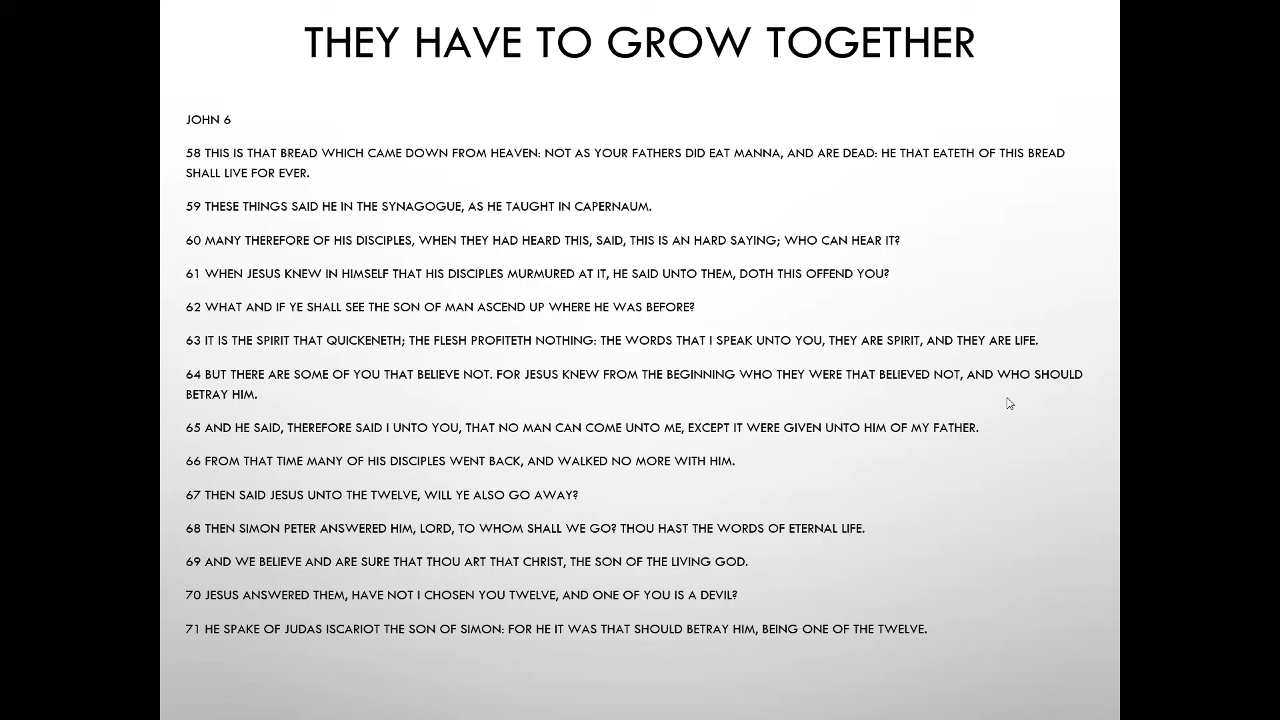 THEY HAVE TO GROW TOGETHER
JOHN 6
58 THIS IS THAT BREAD WHICH CAME DOWN FROM HEAVEN: NOT AS YOUR FATHERS DID EAT MANNA, AND ARE DEAD: HE THAT EATETH OF THIS BREAD
SHALL LIVE FOR EVER.
59 THESE THINGS SAID HE IN THE SYNAGOGUE, AS HE TAUGHT IN CAPERNAUM.
60 MANY THEREFORE OF HIS DISCIPLES, WHEN THEY HAD HEARD THIS, SAID, THIS IS AN HARD SAYING; WHO CAN HEAR IT?
61 WHEN JESUS KNEW IN HIMSELF THAT HIS DISCIPLES MURMURED AT IT, HE SAID UNTO THEM, DOTH THIS OFFEND YOU?
62 WHAT AND IF YE SHALL SEE THE SON OF MAN ASCEND UP WHERE HE WAS BEFORE?
63 IT IS THE SPIRIT THAT QUICKENETH; THE FLESH PROFITETH NOTHING: THE WORDS THAT I SPEAK UNTO YOU, THEY ARE SPIRIT, AND THEY ARE LIFE.
64 BUT THERE ARE SOME OF YOU THAT BELIEVE NOT. FOR JESUS KNEW FROM THE BEGINNING WHO THEY WERE THAT BELIEVED NOT, AND WHO SHOULD
BETRAY HIM.
65 AND HE SAID, THEREFORE SAID I UNTO YOU, THAT NO MAN CAN COME UNTO ME, EXCEPT IT WERE GIVEN UNTO HIM OF MY FATHER.
66 FROM THAT TIME MANY OF HIS DISCIPLES WENT BACK, AND WALKED NO MORE WITH HIM.
67 THEN SAID JESUS UNTO THE TWELVE, WILL YE ALSO GO AWAY?
68 THEN SIMON PETER ANSWERED HIM, LORD, TO WHOM SHALL WE GO? THOU HAST THE WORDS OF ETERNAL LIFE.
69 AND WE BELIEVE AND ARE SURE THAT THOU ART THAT CHRIST, THE SON OF THE LIVING GOD.
70 JESUS ANSWERED THEM, HAVE NOT I CHOSEN YOU TWELVE, AND ONE OF YOU IS A DEVIL?
71 HE SPAKE OF JUDAS ISCARIOT THE SON OF SIMON: FOR HE IT WAS THAT SHOULD BETRAY HIM, BEING ONE OF THE TWELVE.